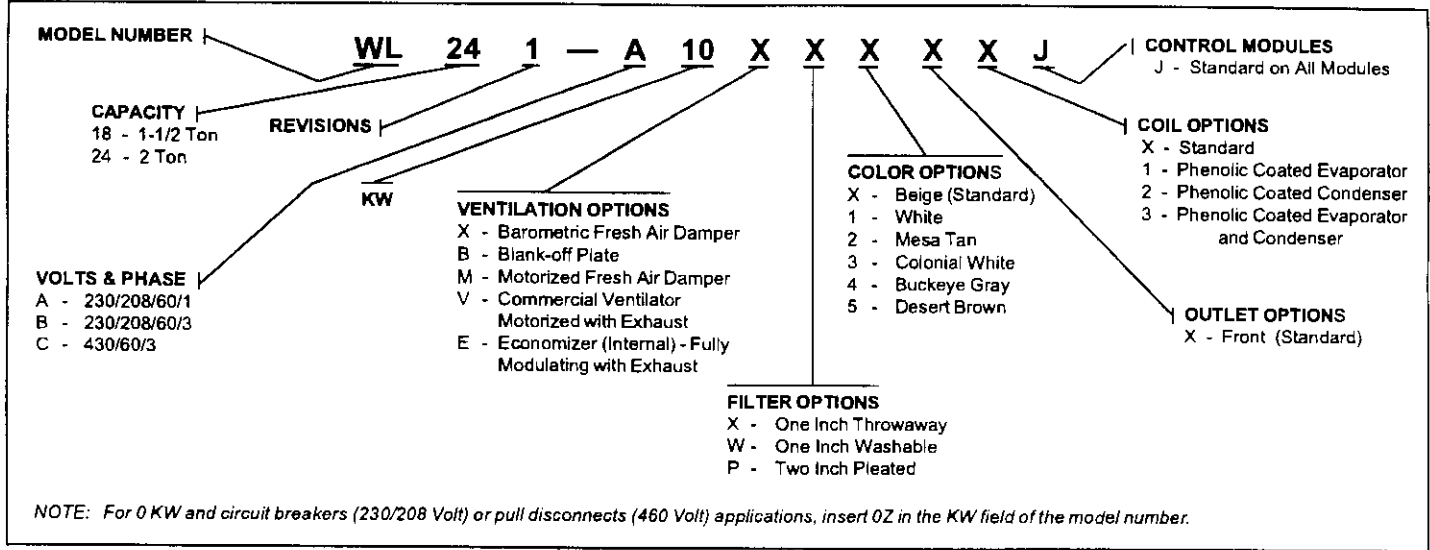 MODEL NUMBER
WL 24 1 — A 10 X X X X X J
CONTROL MODULES
J - Standard on All Modules
CAPACITY
18 - 1-1/2 Ton
24 - 2 Ton
REVISIONS
COIL OPTIONS
X - Standard
1 - Phenolic Coated Evaporator
2 - Phenolic Coated Condenser
3 - Phenolic Coated Evaporator
and Condenser
KW
VOLTS & PHASE
A - 230/208/60/1
B - 230/208/60/3
C - 430/60/3
VENTILATION OPTIONS
X - Barometric Fresh Air Damper
B - Blank-off Plate
M - Motorized Fresh Air Damper
V - Commercial Ventilator
Motorized with Exhaust
E - Economizer (Internal) - Fully
Modulating with Exhaust
COLOR OPTIONS
X - Beige (Standard)
1 - White
2 - Mesa Tan
3 - Colonial White
4 - Buckeye Gray
5 - Desert Brown
OUTLET OPTIONS
X - Front (Standard)
FILTER OPTIONS
X - One Inch Throwaway
W - One Inch Washable
P - Two Inch Pleated
NOTE: For 0 KW and circuit breakers (230/208 Volt) or pull disconnects (460 Volt) applications, insert 0Z in the KW field of the model number.